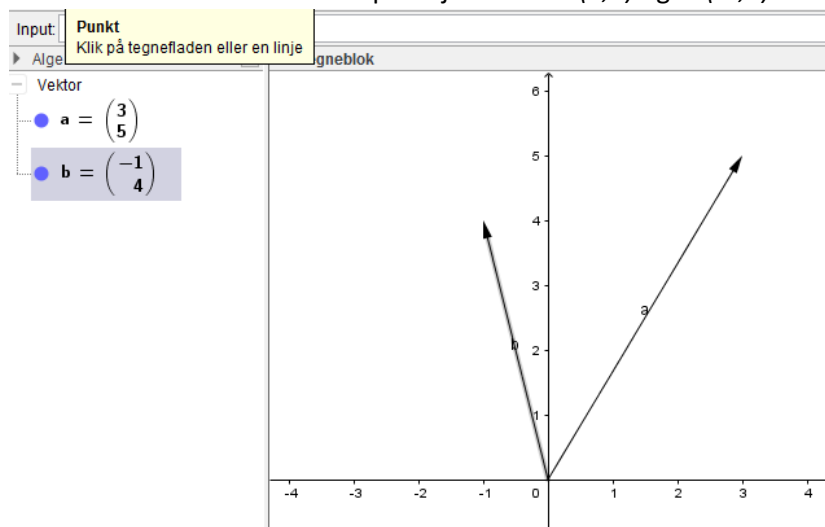 Input:
Punkt
Klik på tegnefladen eller en linje
Alge
gneblok
Vektor
a = (3
5)
b = (−1
4)
a
b
6
5
4
3
2
1
-4 -3 -2 -1 0 1 2 3 4